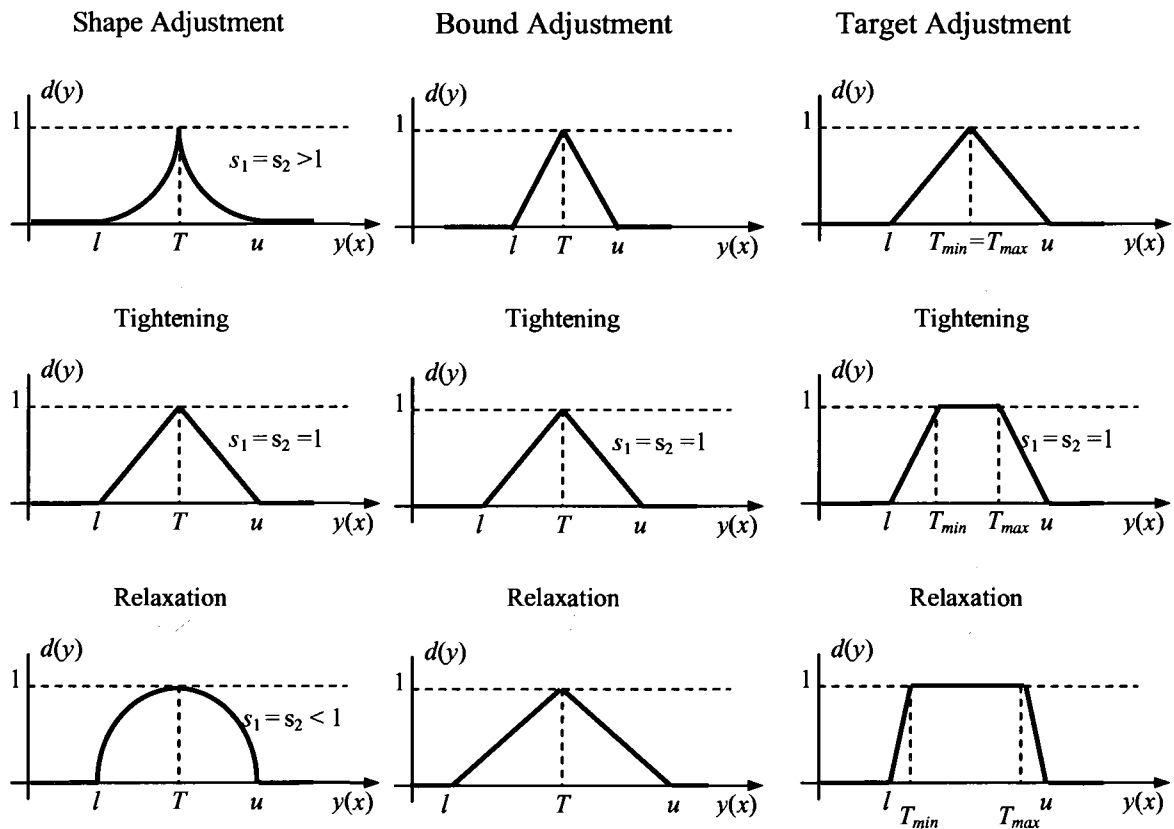 Shape Adjustment Bound Adjustment Target Adjustment
d(y) d(y) d(y)
1 1 1
s₁ = s₂ > 1
l T u y(x) l T u y(x) l Tmin = Tmax u y(x)
Tightening Tightening Tightening
d(y) d(y) d(y)
1 1 1
s₁ = s₂ = 1 s₁ = s₂ = 1 s₁ = s₂ = 1
l T u y(x) l T u y(x) l Tmin Tmax u y(x)
Relaxation Relaxation Relaxation
d(y) d(y) d(y)
1 1 1
s₁ = s₂ < 1
l T u y(x) l T u y(x) l Tmin Tmax u y(x)